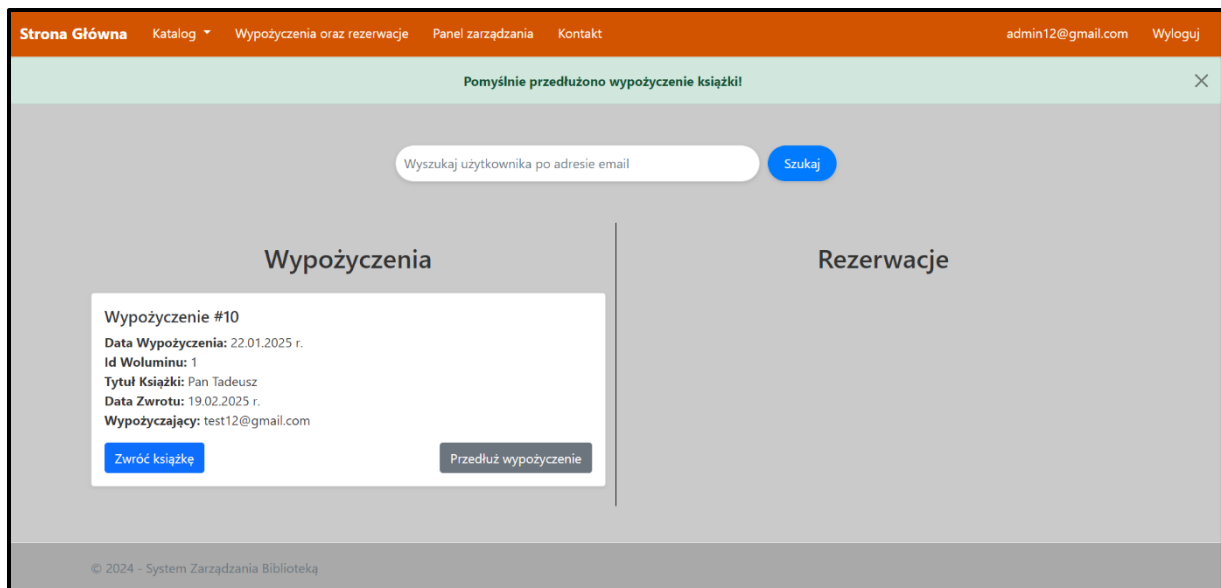 Strona Główna Katalog Wypożyczenia oraz rezerwacje Panel zarządzania Kontakt admin12@gmail.com Wyloguj
Pomyślnie przedłużono wypożyczenie książki!
Wyszukaj użytkownika po adresie email Szukaj
Wypożyczenia
Wypożyczenie #10
Data Wypożyczenia: 22.01.2025 r.
Id Woluminu: 1
Tytuł Książki: Pan Tadeusz
Data Zwrotu: 19.02.2025 r.
Wypożyczający: test12@gmail.com
Zwróć książkę Przedłuż wypożyczenie
Rezerwacje
© 2024 - System Zarządzania Biblioteką